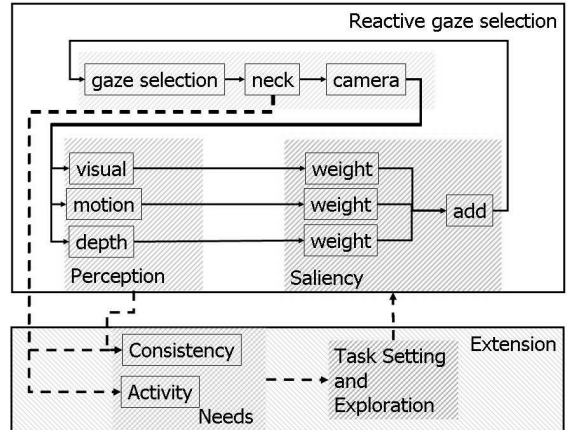 Reactive gaze selection
gaze selection neck camera
visual weight
motion weight add
depth weight
Perception Saliency
Extension
Consistency Task Setting
and
Activity Exploration
Needs